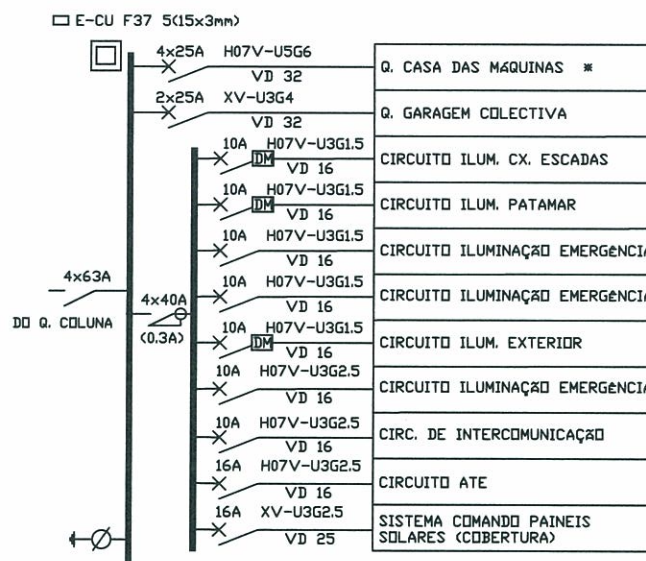 E-CU F37 5(15x3mm)
4x25A H07V-U5G6
VD 32
Q. CASA DAS MáQUINAS *
2x25A XV-U3G4
VD 32
Q. GARAGEM COLECTIVA
10A H07V-U3G1.5
DM
VD 16
CIRCUITO ILUM. CX. ESCADAS
10A H07V-U3G1.5
DM
VD 16
CIRCUITO ILUM. PATAMAR
10A H07V-U3G1.5
VD 16
CIRCUITO ILUMINAÇÃO EMERGêNCIA
4x63A
DO Q. COLUNA
4x40A
(0.3A)
10A H07V-U3G1.5
VD 16
CIRCUITO ILUMINAÇÃO EMERGêNCIA
10A H07V-U3G1.5
DM
VD 16
CIRCUITO ILUM. EXTERIOR
10A H07V-U3G2.5
VD 16
CIRCUITO ILUMINAÇÃO EMERGêNCIA
10A H07V-U3G2.5
VD 16
CIRC. DE INTERCOMUNICAÇÃO
16A H07V-U3G2.5
VD 16
CIRCUITO ATE
16A XV-U3G2.5
VD 25
SISTEMA COMANDO PAINEIS
SOLARES (COBERTURA)